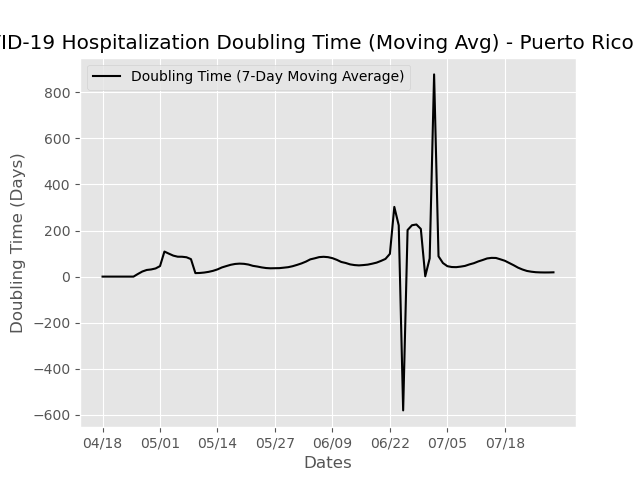 ID-19 Hospitalization Doubling Time (Moving Avg) - Puerto Rico
Doubling Time (7-Day Moving Average)
Doubling Time (Days)
800
600
400
200
0
−200
−400
−600
04/18 05/01 05/14 05/27 06/09 06/22 07/05 07/18
Dates